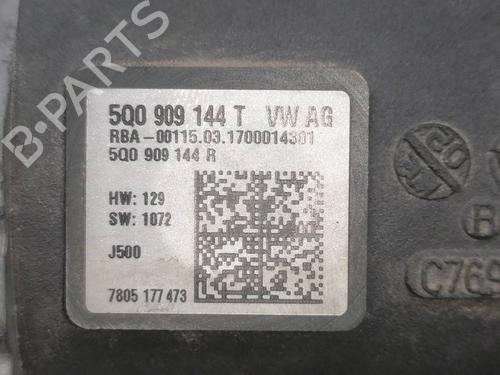 B-PARTS
5Q0 909 144 T VW AG
RBA-00115.03.1700014301
5Q0 909 144 R
HW: 129
SW: 1072
J500
7805 177 473
B
C769